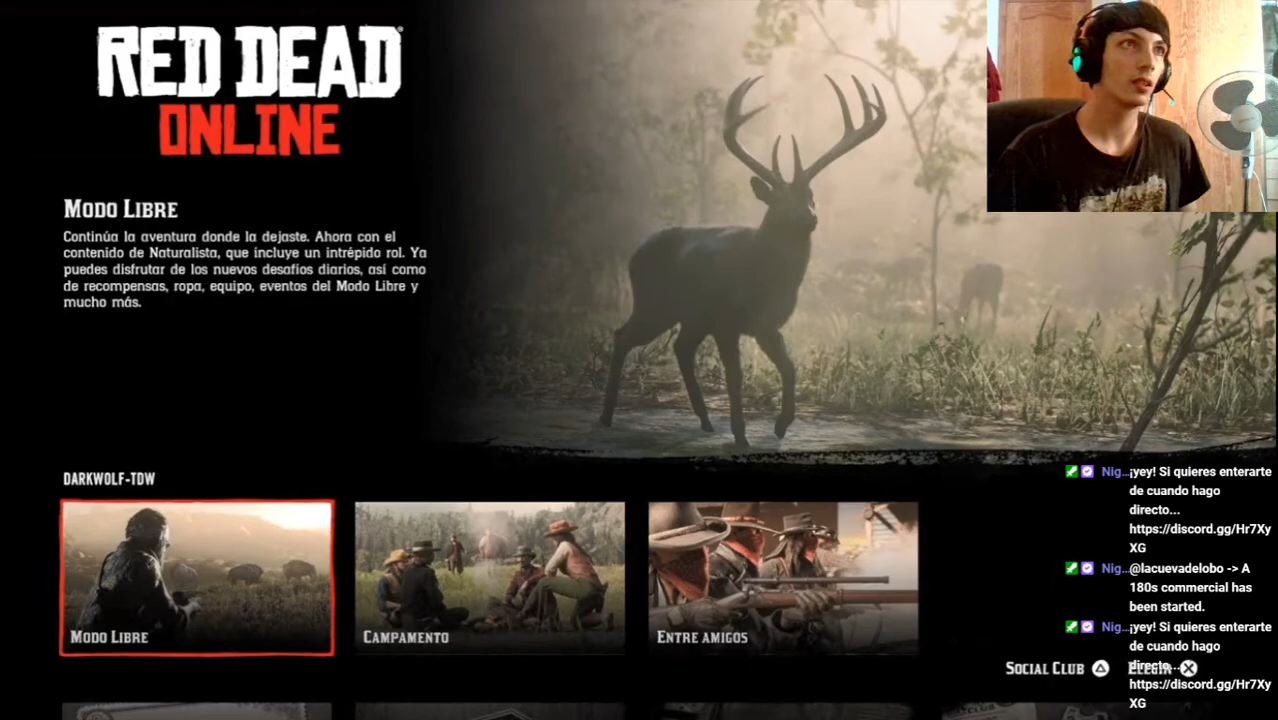 RED DEAD
ONLINE
MODO LIBRE
Continúa la aventura donde la dejaste. Ahora con el
contenido de Naturalista, que incluye un intrépido rol. Ya
puedes disfrutar de los nuevos desafíos diarios, así como
de recompensas, ropa, equipo, eventos del Modo Libre y
mucho más.
DARKWOLF-TDW
MODO LIBRE
CAMPAMENTO
ENTRE AMIGOS
Nig... ¡yey! Si quieres enterarte
de cuando hago
directo...
https://discord.gg/Hr7Xy
XG
Nig... @lacuevadelobo -> A
180s commercial has
been started.
Nig... ¡yey! Si quieres enterarte
de cuando hago
directo...
https://discord.gg/Hr7Xy
XG
SOCIAL CLUB